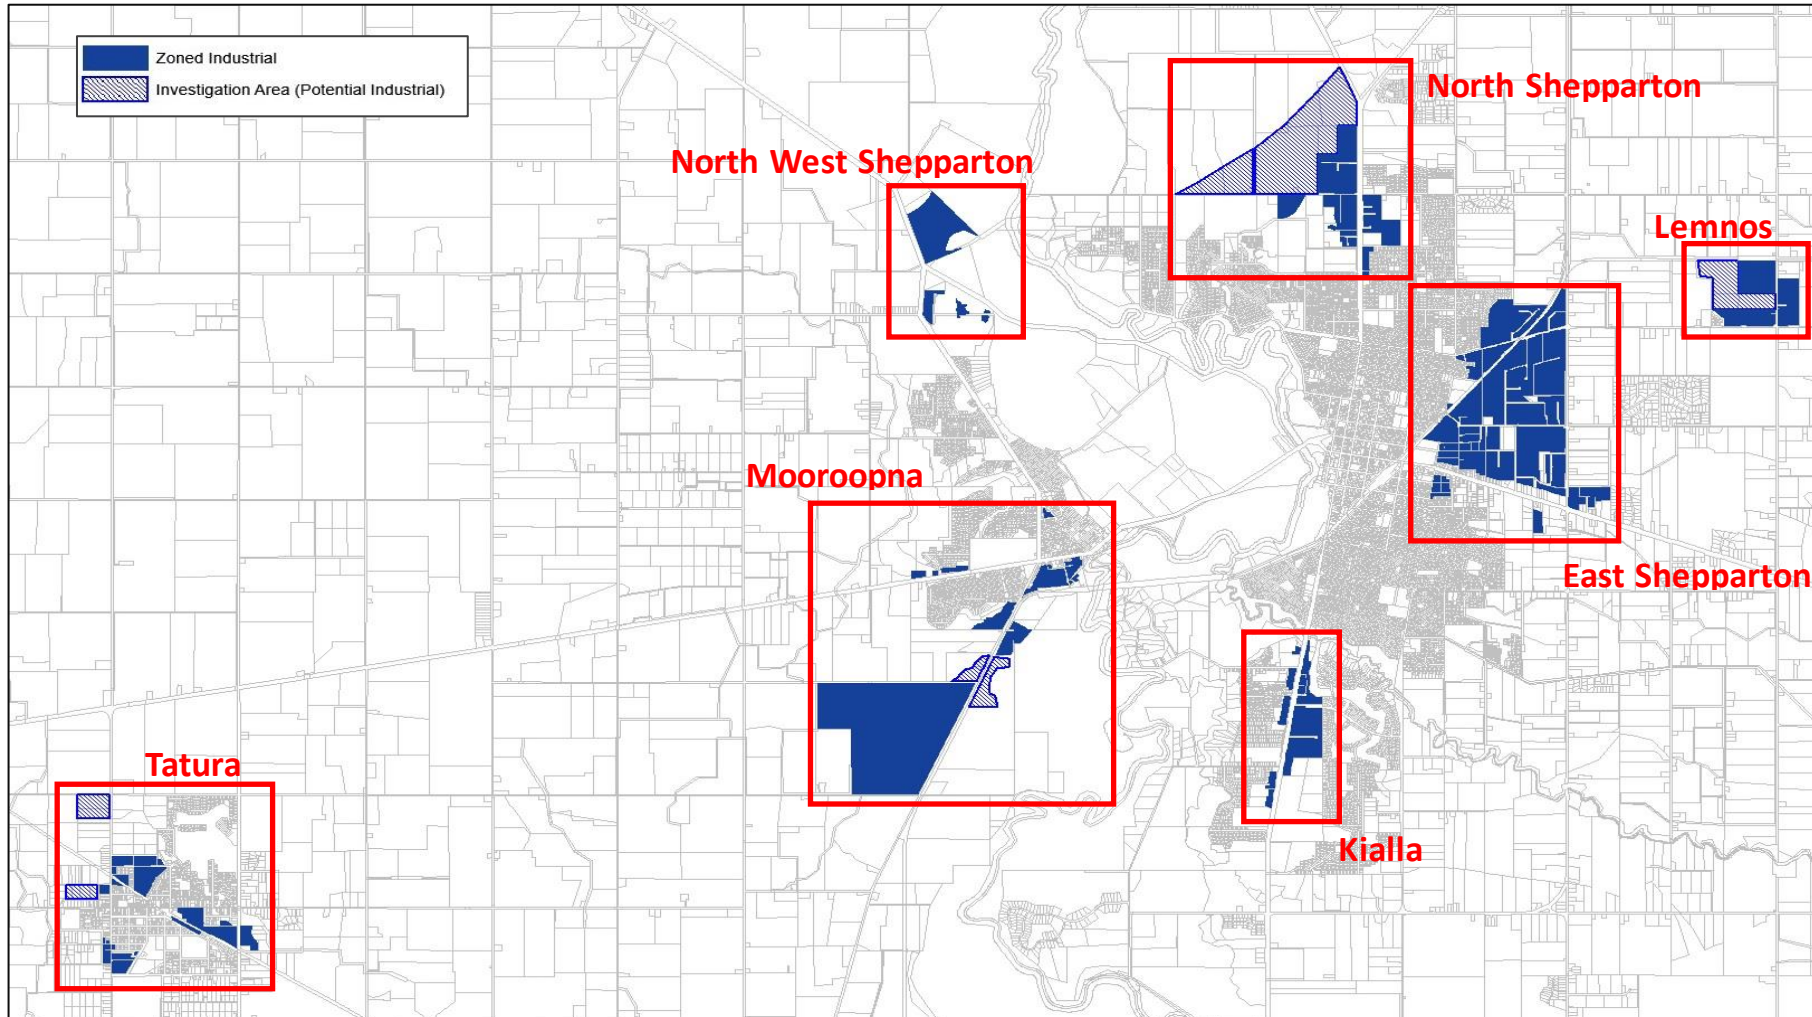 Zoned Industrial
Investigation Area (Potential Industrial)
North Shepparton
North West Shepparton
Lemnos
Mooroopna
East Shepparton
Tatura
Kialla